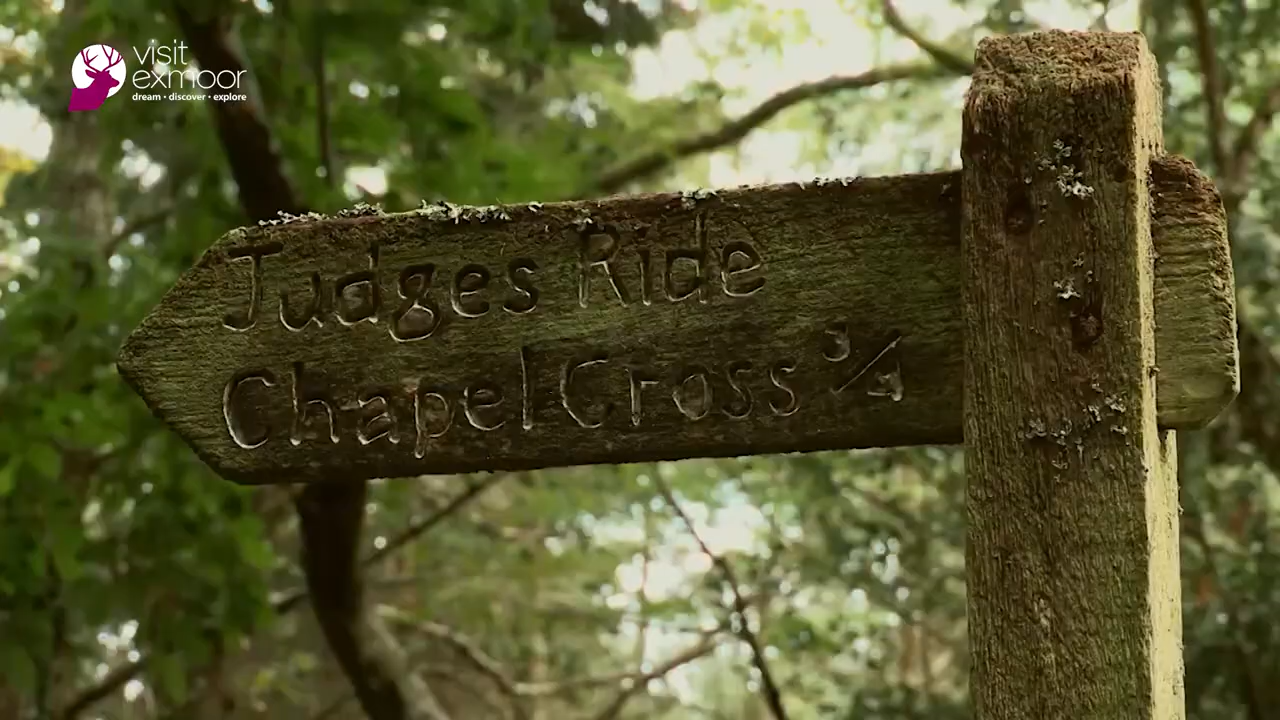 visit
exmoor
dream • discover • explore
Judges Ride
Chapel Cross 3/4